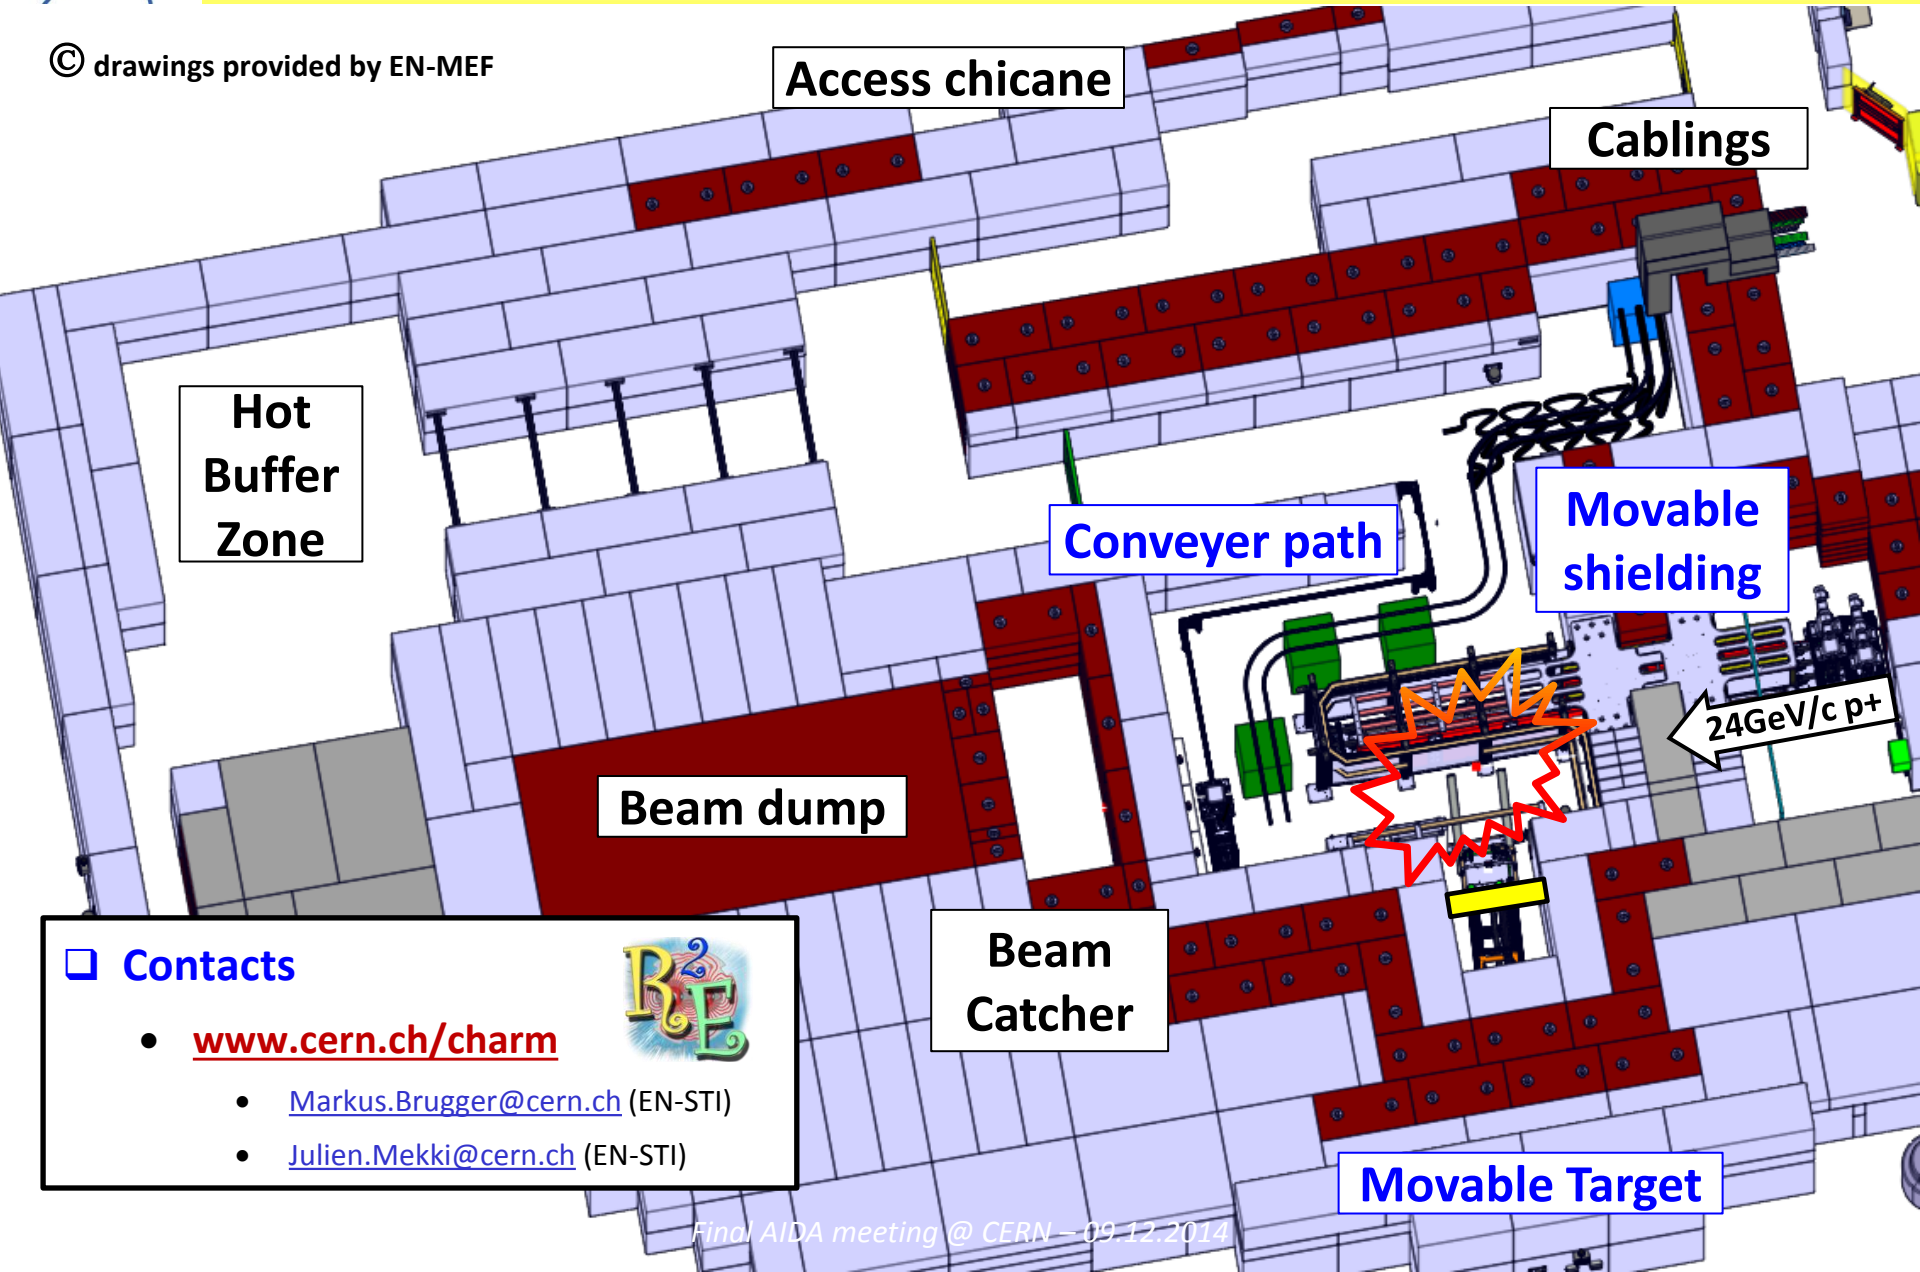 © drawings provided by EN-MEF
Access chicane
Cablings
Hot
Buffer
Zone
Conveyer path
Movable
shielding
24GeV/c p+
Beam dump
Beam
Catcher
❑ Contacts
R2E
• www.cern.ch/charm
• Markus.Brugger@cern.ch (EN-STI)
• Julien.Mekki@cern.ch (EN-STI)
Movable Target
Final AIDA meeting @ CERN – 09.12.2014